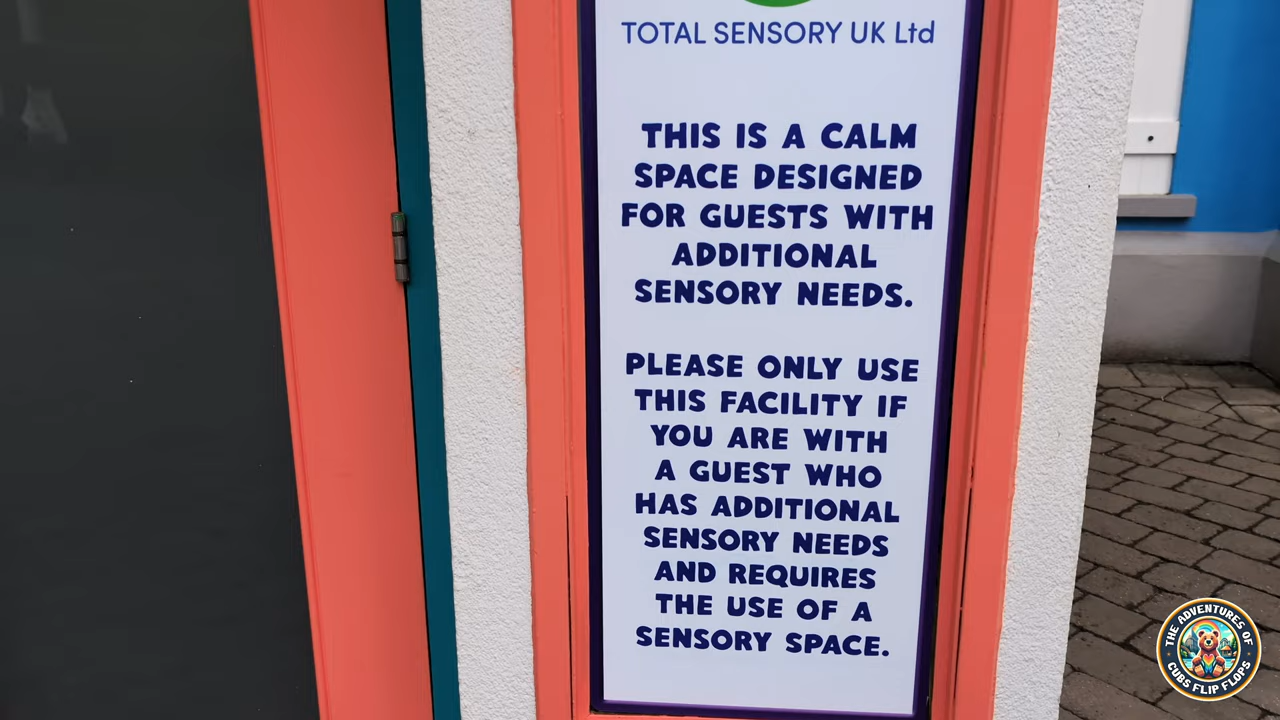 TOTAL SENSORY UK Ltd
THIS IS A CALM
SPACE DESIGNED
FOR GUESTS WITH
ADDITIONAL
SENSORY NEEDS.
PLEASE ONLY USE
THIS FACILITY IF
YOU ARE WITH
A GUEST WHO
HAS ADDITIONAL
SENSORY NEEDS
AND REQUIRES
THE USE OF A
SENSORY SPACE.
THE ADVENTURES OF
CUBS FLIP FLOPS